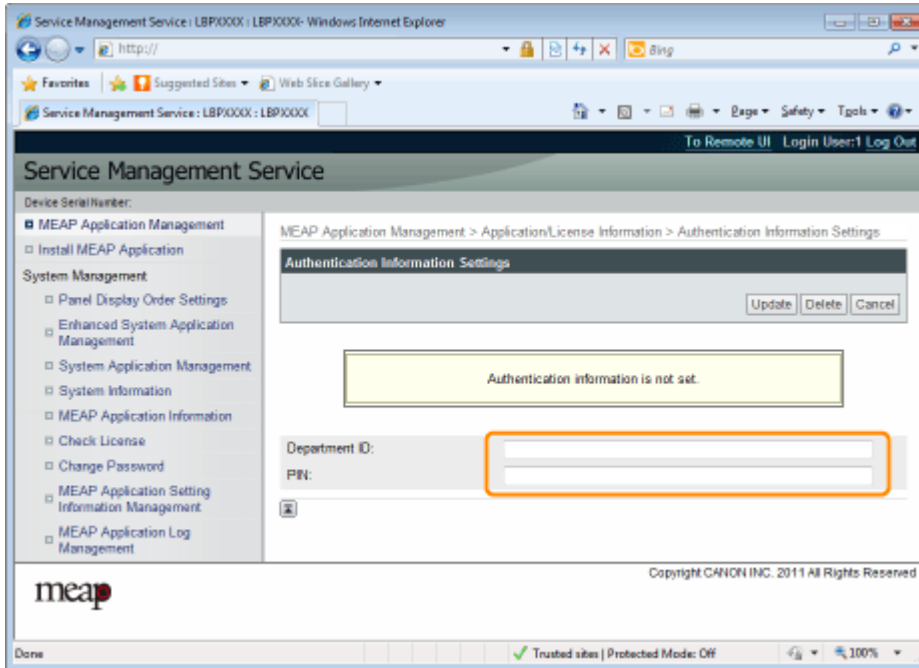 Service Management Service : LBPXXXX : LBPXXXX - Windows Internet Explorer
http://
Bing
Favorites Suggested Sites Web Slice Gallery
Service Management Service : LBPXXXX : LBPXXXX
Page Safety Tools
To Remote UI Login User:1 Log Out
Service Management Service
Device Serial Number:
MEAP Application Management
Install MEAP Application
System Management
Panel Display Order Settings
Enhanced System Application
Management
System Application Management
System Information
MEAP Application Information
Check License
Change Password
MEAP Application Setting
Information Management
MEAP Application Log
Management
MEAP Application Management > Application/License Information > Authentication Information Settings
Authentication Information Settings
Update Delete Cancel
Authentication information is not set.
Department ID:
PIN:
Copyright CANON INC. 2011 All Rights Reserved
meap
Done Trusted sites | Protected Mode: Off 100%